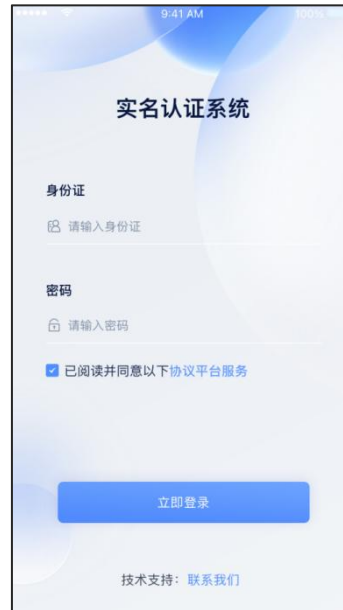 9:41 AM
100%
实名认证系统
身份证
请输入身份证
密码
请输入密码
已阅读并同意以下协议平台服务
立即登录
技术支持：联系我们